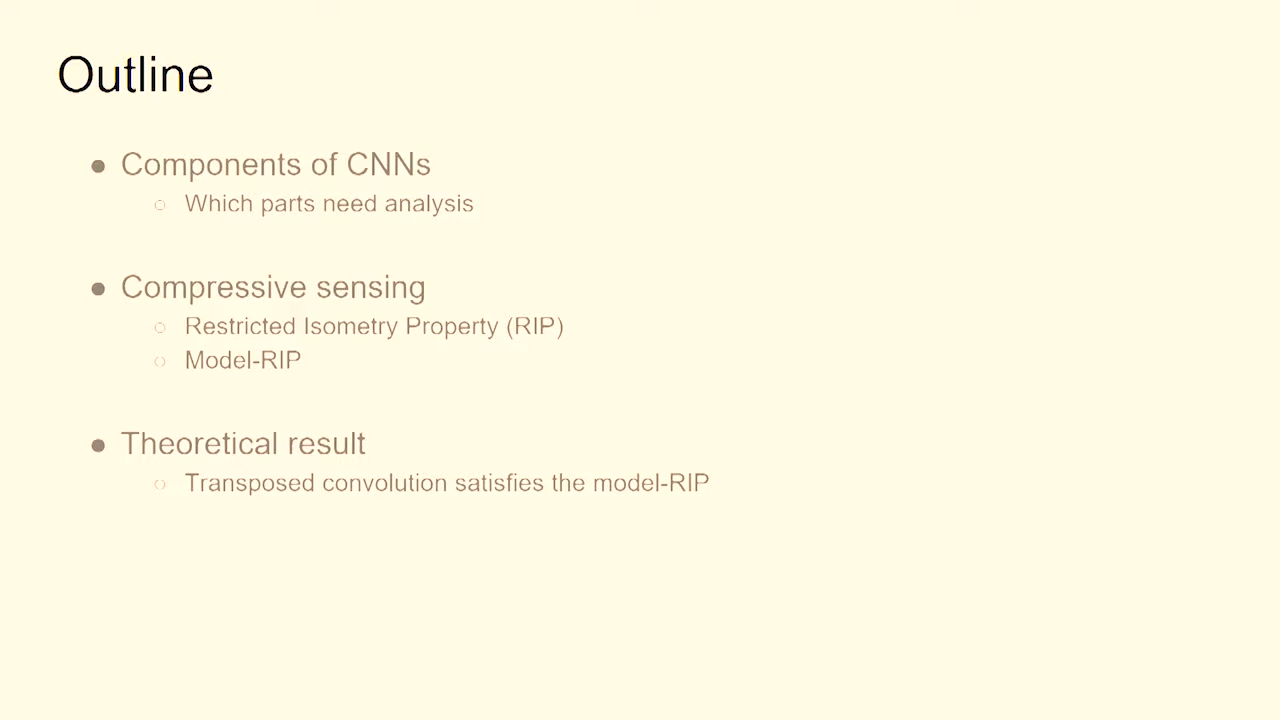 Outline
● Components of CNNs
○ Which parts need analysis
● Compressive sensing
○ Restricted Isometry Property (RIP)
○ Model-RIP
● Theoretical result
○ Transposed convolution satisfies the model-RIP